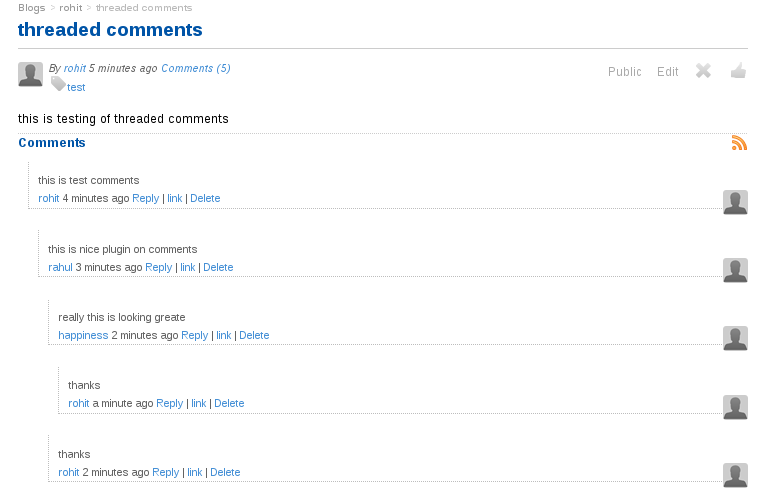 Blogs > rohit > threaded comments
threaded comments
By rohit 5 minutes ago Comments (5)
Public Edit
test
this is testing of threaded comments
Comments
this is test comments
rohit 4 minutes ago Reply | link | Delete
this is nice plugin on comments
rahul 3 minutes ago Reply | link | Delete
really this is looking greate
happiness 2 minutes ago Reply | link | Delete
thanks
rohit a minute ago Reply | link | Delete
thanks
rohit 2 minutes ago Reply | link | Delete